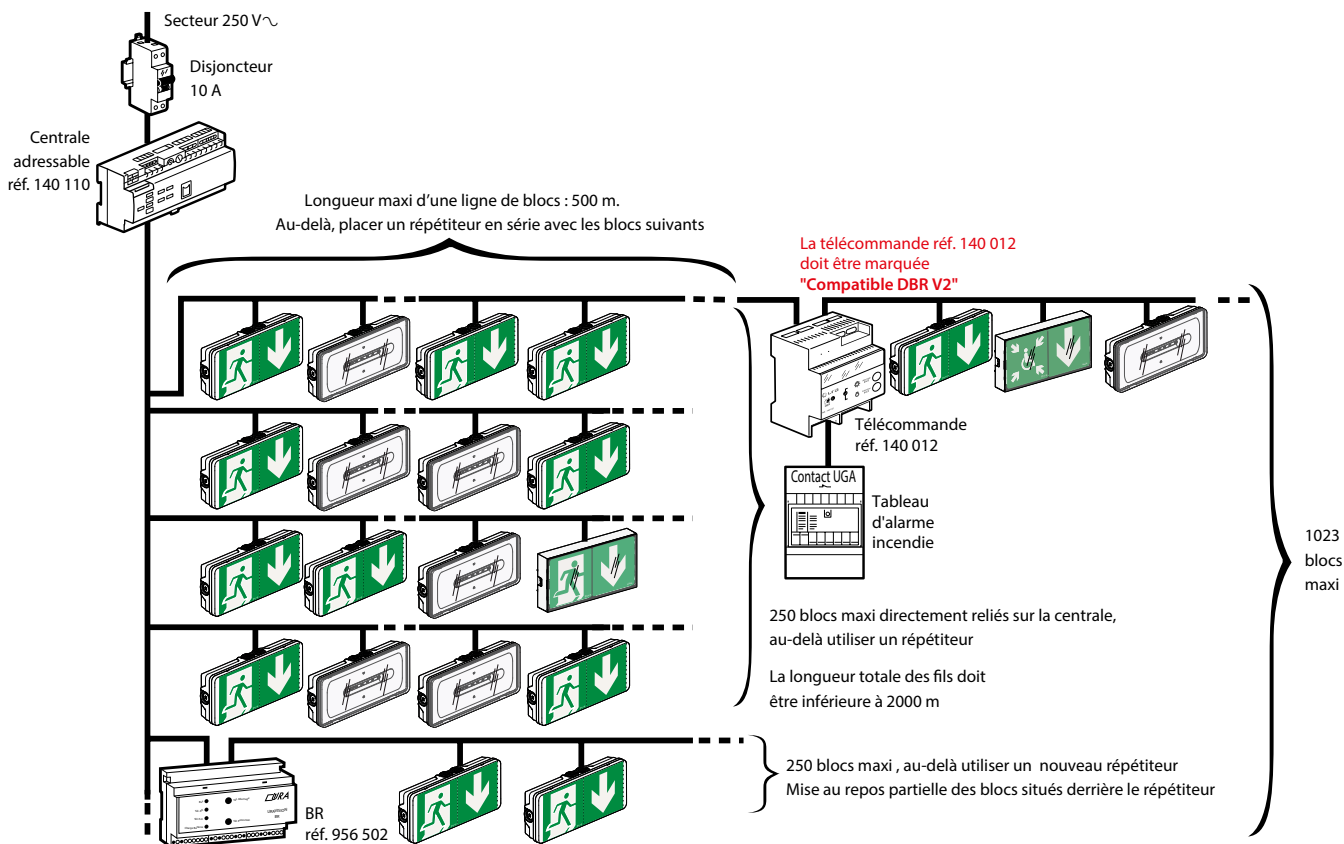 Secteur 250 V∿
Disjoncteur
10 A
Centrale
adressable
réf. 140 110
Longueur maxi d'une ligne de blocs : 500 m.
Au-delà, placer un répétiteur en série avec les blocs suivants
La télécommande réf. 140 012
doit être marquée
"Compatible DBR V2"
Télécommande
réf. 140 012
Contact UGA
Tableau
d'alarme
incendie
1023
blocs
maxi
250 blocs maxi directement reliés sur la centrale,
au-delà utiliser un répétiteur
La longueur totale des fils doit
être inférieure à 2000 m
250 blocs maxi , au-delà utiliser un nouveau répétiteur
Mise au repos partielle des blocs situés derrière le répétiteur
BR
réf. 956 502